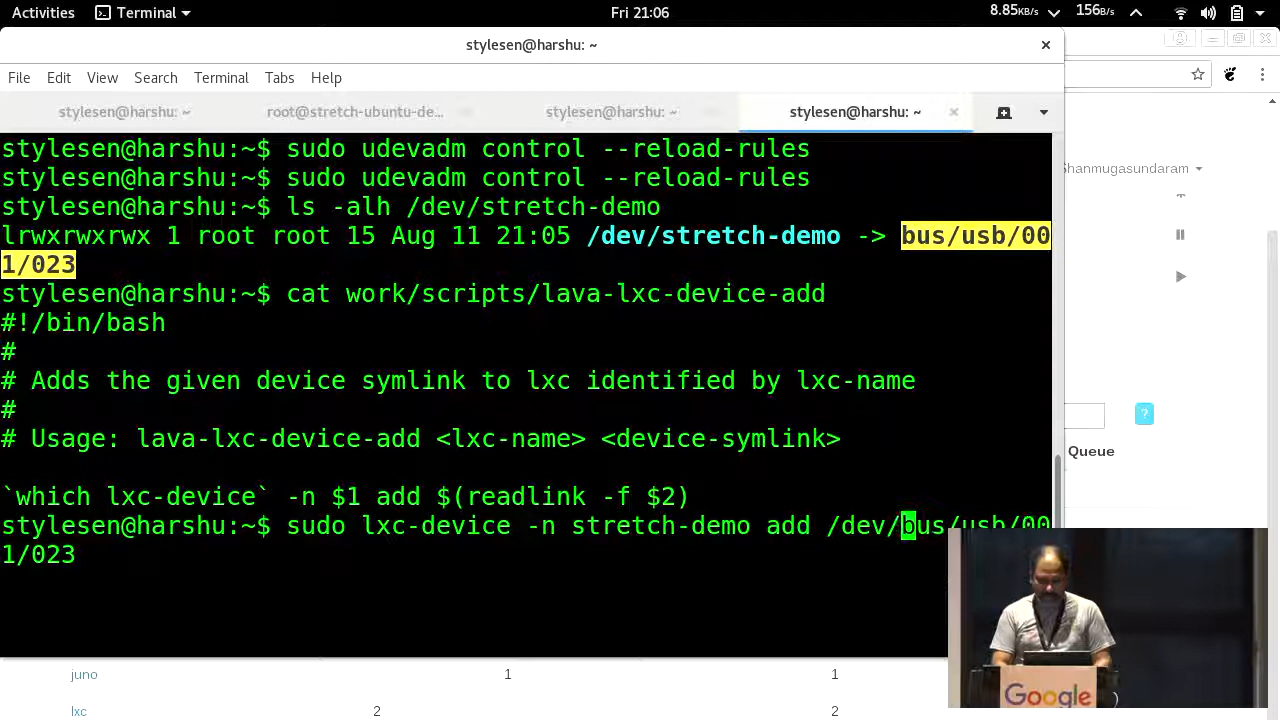 Activities Terminal Fri 21:06 8.85KB/s 156B/s
stylesen@harshu: ~
File Edit View Search Terminal Tabs Help
stylesen@harshu: ~ root@stretch-ubuntu-de... stylesen@harshu: ~ stylesen@harshu: ~
stylesen@harshu:~$ sudo udevadm control --reload-rules
stylesen@harshu:~$ sudo udevadm control --reload-rules
stylesen@harshu:~$ ls -alh /dev/stretch-demo
lrwxrwxrwx 1 root root 15 Aug 11 21:05 /dev/stretch-demo -> bus/usb/00
1/023
stylesen@harshu:~$ cat work/scripts/lava-lxc-device-add
#!/bin/bash
#
# Adds the given device symlink to lxc identified by lxc-name
#
# Usage: lava-lxc-device-add <lxc-name> <device-symlink>
`which lxc-device` -n $1 add $(readlink -f $2)
stylesen@harshu:~$ sudo lxc-device -n stretch-demo add /dev/bus/usb/00
1/023
Shanmugasundaram
?
Queue
juno 1 1
lxc 2 2
Google